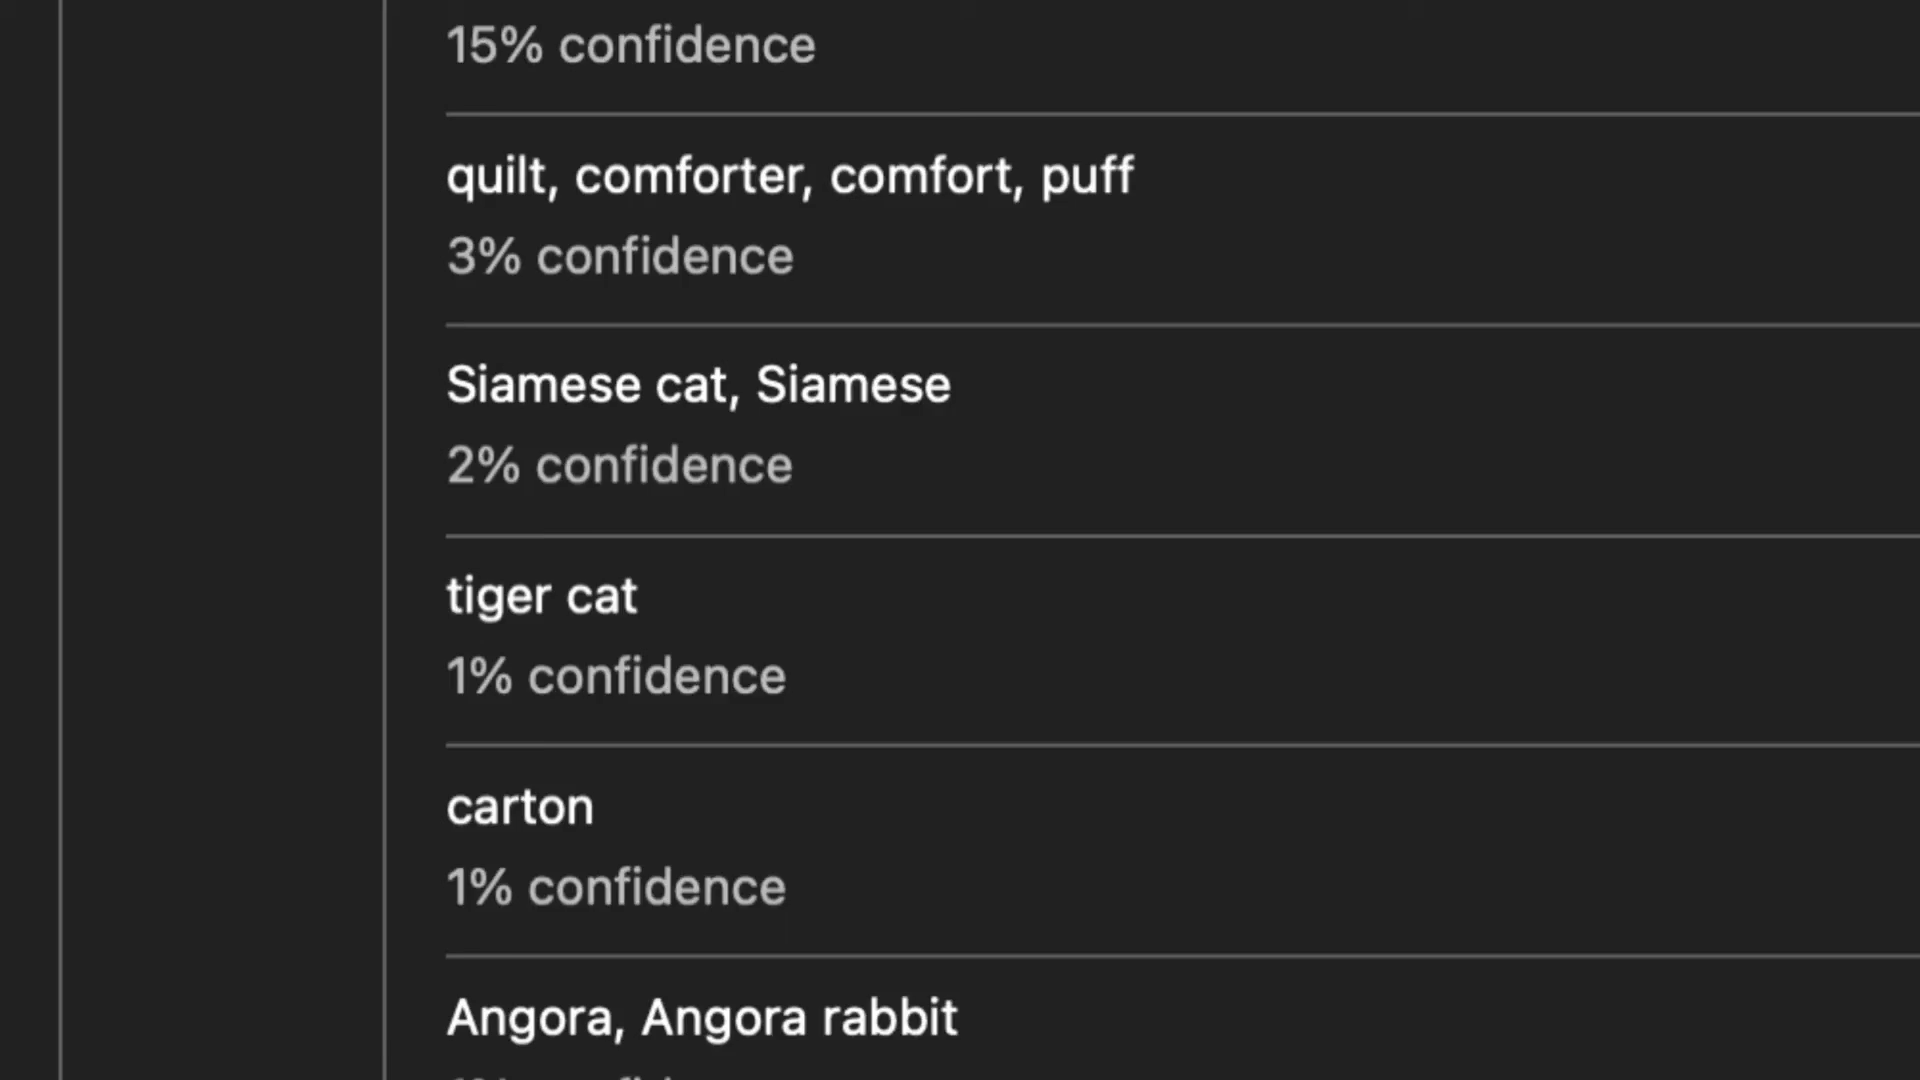 15% confidence
quilt, comforter, comfort, puff
3% confidence
Siamese cat, Siamese
2% confidence
tiger cat
1% confidence
carton
1% confidence
Angora, Angora rabbit